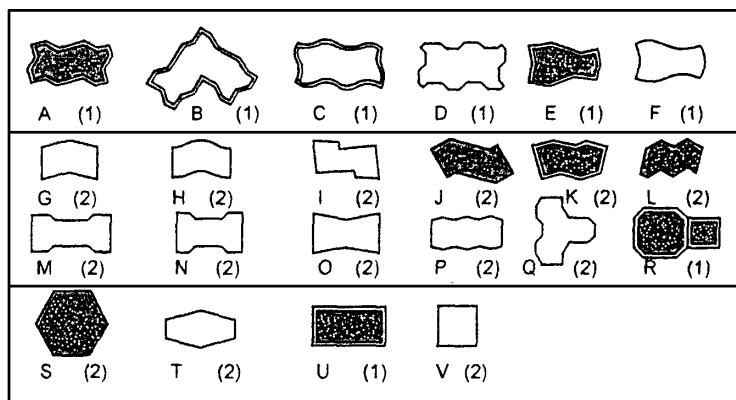 A (1) B (1) C (1) D (1) E (1) F (1)
G (2) H (2) I (2) J (2) K (2) L (2)
M (2) N (2) O (2) P (2) Q (2) R (1)
S (2) T (2) U (1) V (2)